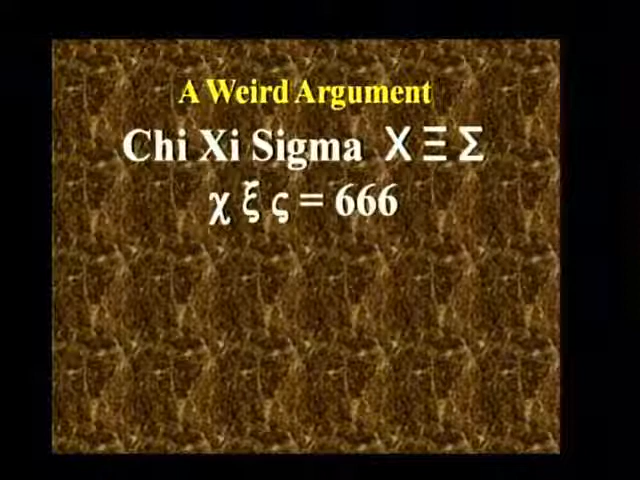 A Weird Argument
Chi Xi Sigma Χ Ξ Σ
χ ξ ς = 666